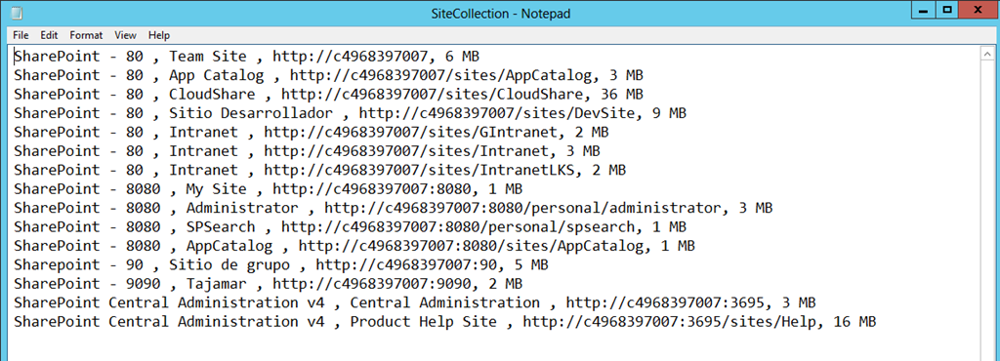 SiteCollection - Notepad
File Edit Format View Help
SharePoint - 80 , Team Site , http://c4968397007, 6 MB
SharePoint - 80 , App Catalog , http://c4968397007/sites/AppCatalog, 3 MB
SharePoint - 80 , CloudShare , http://c4968397007/sites/CloudShare, 36 MB
SharePoint - 80 , Sitio Desarrollador , http://c4968397007/sites/DevSite, 9 MB
SharePoint - 80 , Intranet , http://c4968397007/sites/GIntranet, 2 MB
SharePoint - 80 , Intranet , http://c4968397007/sites/Intranet, 3 MB
SharePoint - 80 , Intranet , http://c4968397007/sites/IntranetLKS, 2 MB
SharePoint - 8080 , My Site , http://c4968397007:8080, 1 MB
SharePoint - 8080 , Administrator , http://c4968397007:8080/personal/administrator, 3 MB
SharePoint - 8080 , SPSearch , http://c4968397007:8080/personal/spsearch, 1 MB
SharePoint - 8080 , AppCatalog , http://c4968397007:8080/sites/AppCatalog, 1 MB
Sharepoint - 90 , Sitio de grupo , http://c4968397007:90, 5 MB
SharePoint - 9090 , Tajamar , http://c4968397007:9090, 2 MB
SharePoint Central Administration v4 , Central Administration , http://c4968397007:3695, 3 MB
SharePoint Central Administration v4 , Product Help Site , http://c4968397007:3695/sites/Help, 16 MB